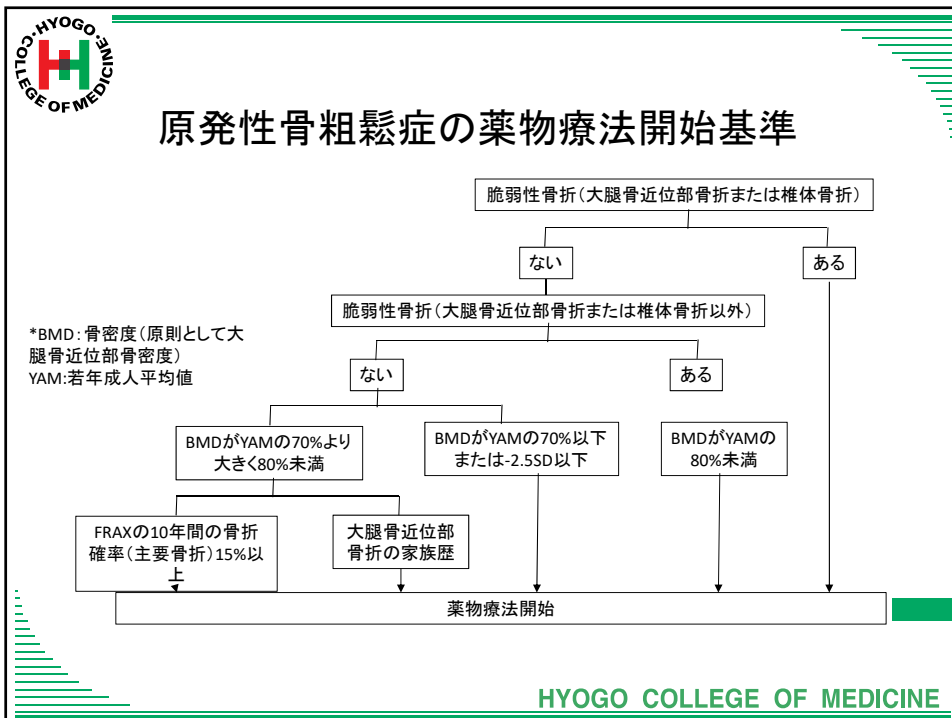 HYOGO COLLEGE OF MEDICINE
原発性骨粗鬆症の薬物療法開始基準
脆弱性骨折(大腿骨近位部骨折または椎体骨折)
ない
ある
脆弱性骨折(大腿骨近位部骨折または椎体骨折以外)
*BMD:骨密度(原則として大
腿骨近位部骨密度)
YAM:若年成人平均値
ない
ある
BMDがYAMの70%より
大きく80%未満
BMDがYAMの70%以下
または-2.5SD以下
BMDがYAMの
80%未満
FRAXの10年間の骨折
確率(主要骨折)15%以
上
大腿骨近位部
骨折の家族歴
薬物療法開始
HYOGO COLLEGE OF MEDICINE